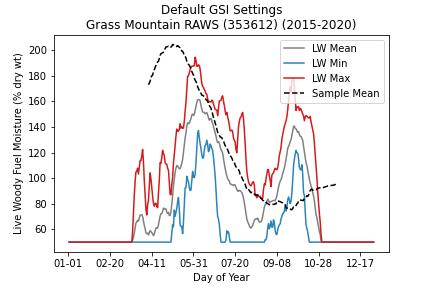 Default GSI Settings
Grass Mountain RAWS (353612) (2015-2020)
Live Woody Fuel Moisture (% dry wt)
200
180
160
140
120
100
80
60
LW Mean
LW Min
LW Max
Sample Mean
01-01 02-20 04-11 05-31 07-20 09-08 10-28 12-17
Day of Year